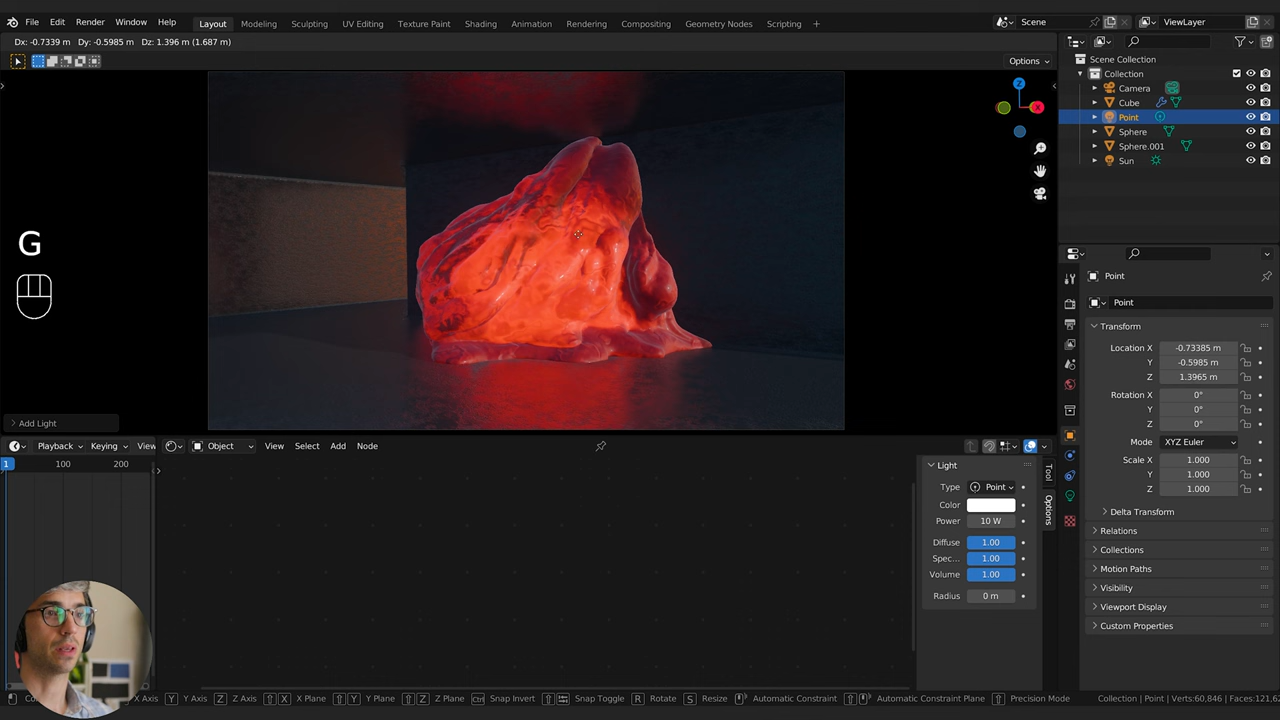 File Edit Render Window Help Layout Modeling Sculpting UV Editing Texture Paint Shading Animation Rendering Compositing Geometry Nodes Scripting + Scene ViewLayer
Dx: -0.7339 m Dy: -0.5985 m Dz: 1.396 m (1.687 m)
Options
Z
X
Scene Collection
Collection
Camera
Cube
Point
Sphere
Sphere.001
Sun
G
Add Light
Point
Point
Transform
Location X -0.73385 m
Y -0.5985 m
Z 1.3965 m
Rotation X 0°
Y 0°
Z 0°
Mode XYZ Euler
Scale X 1.000
Y 1.000
Z 1.000
Delta Transform
Relations
Collections
Motion Paths
Visibility
Viewport Display
Custom Properties
Playback Keying View Object View Select Add Node
1 100 200
Light
Type Point
Color
Power 10 W
Diffuse 1.00
Spec... 1.00
Volume 1.00
Radius 0 m
Tool
Options
X Axis Y Y Axis Z Z Axis X X Plane Y Y Plane Z Z Plane Ctrl Snap Invert Snap Toggle R Rotate S Resize Automatic Constraint Automatic Constraint Plane Precision Mode Collection | Point | Verts:60,846 | Faces:121,6